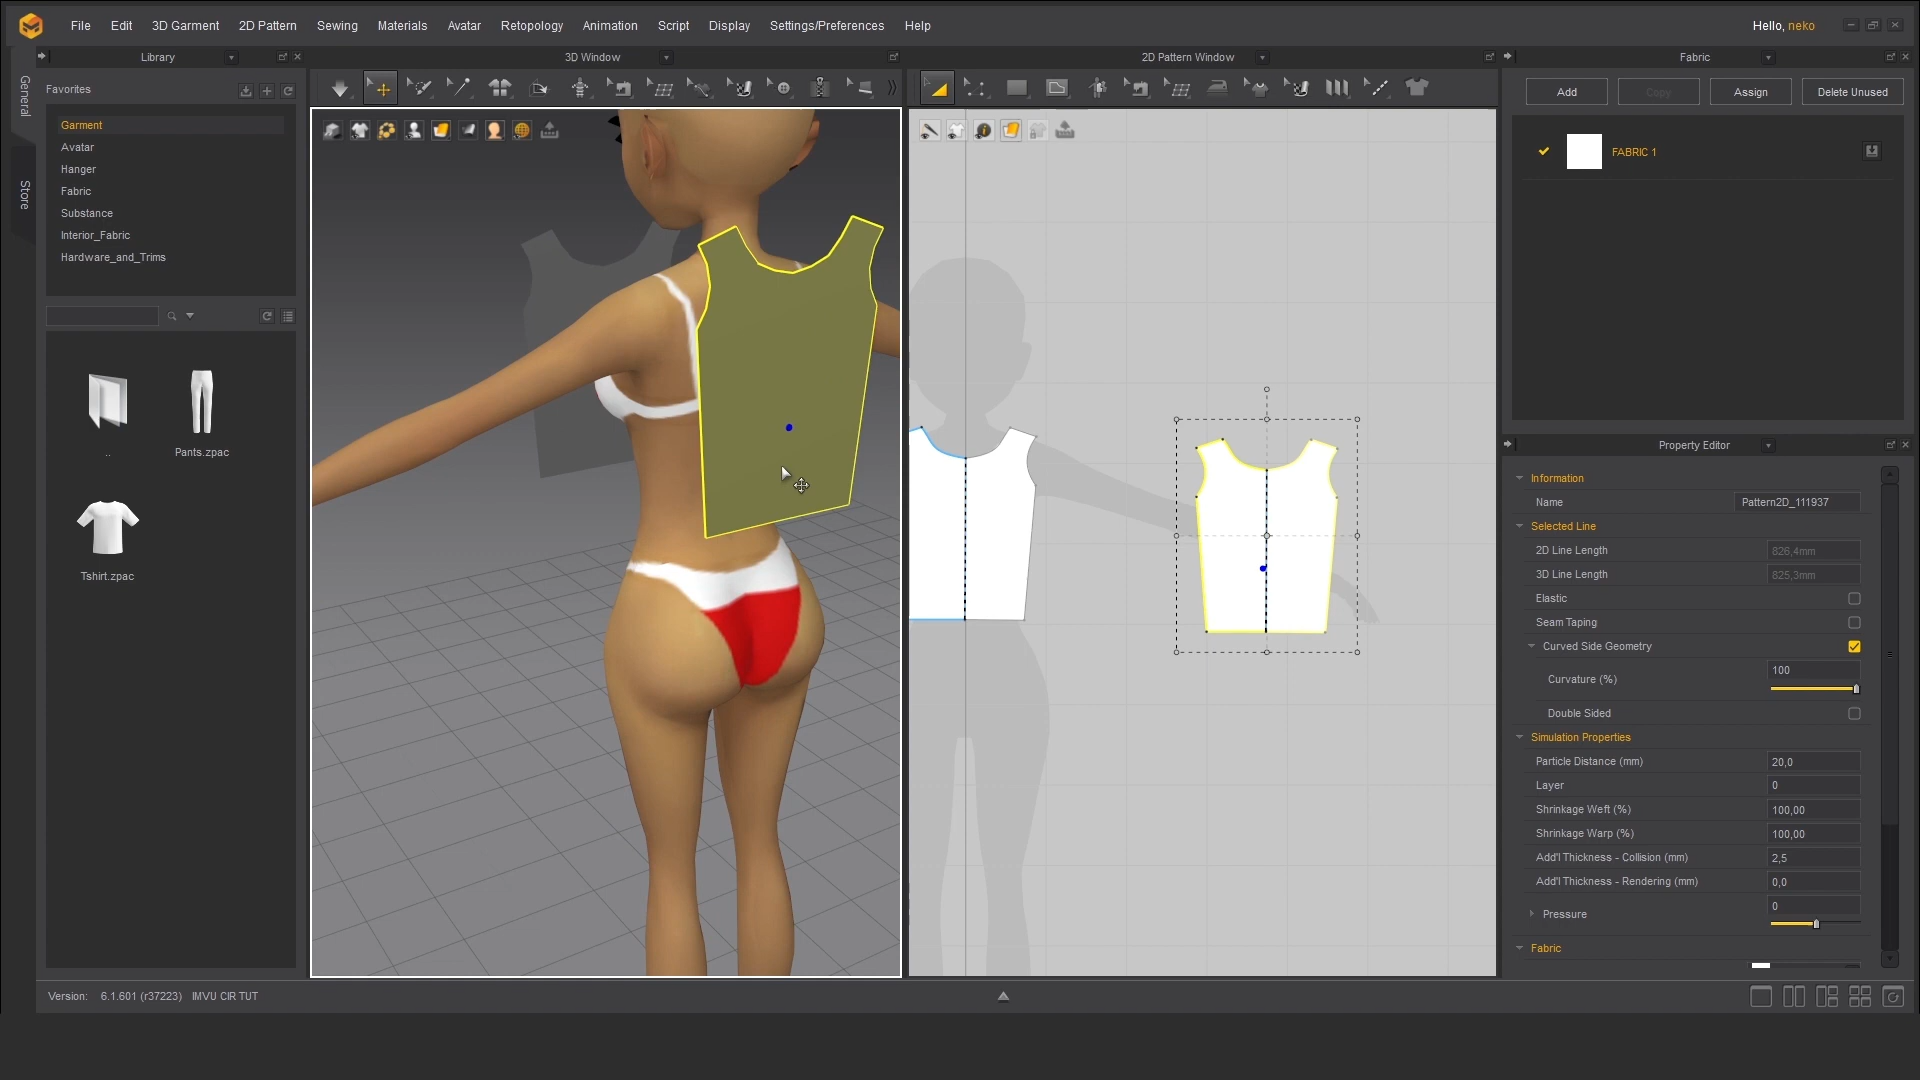 File Edit 3D Garment 2D Pattern Sewing Materials Avatar Retopology Animation Script Display Settings/Preferences Help
Hello, neko
Library
3D Window
2D Pattern Window
Fabric
General
Store
Favorites
Garment
Avatar
Hanger
Fabric
Substance
Interior_Fabric
Hardware_and_Trims
..
Pants.zpac
Tshirt.zpac
Add Copy Assign Delete Unused
FABRIC 1
Property Editor
Information
Name Pattern2D_111937
Selected Line
2D Line Length 826,4mm
3D Line Length 825,3mm
Elastic
Seam Taping
Curved Side Geometry
Curvature (%) 100
Double Sided
Simulation Properties
Particle Distance (mm) 20,0
Layer 0
Shrinkage Weft (%) 100,00
Shrinkage Warp (%) 100,00
Add'l Thickness - Collision (mm) 2,5
Add'l Thickness - Rendering (mm) 0,0
Pressure 0
Fabric
Version: 6.1.601 (r37223) IMVU CIR TUT